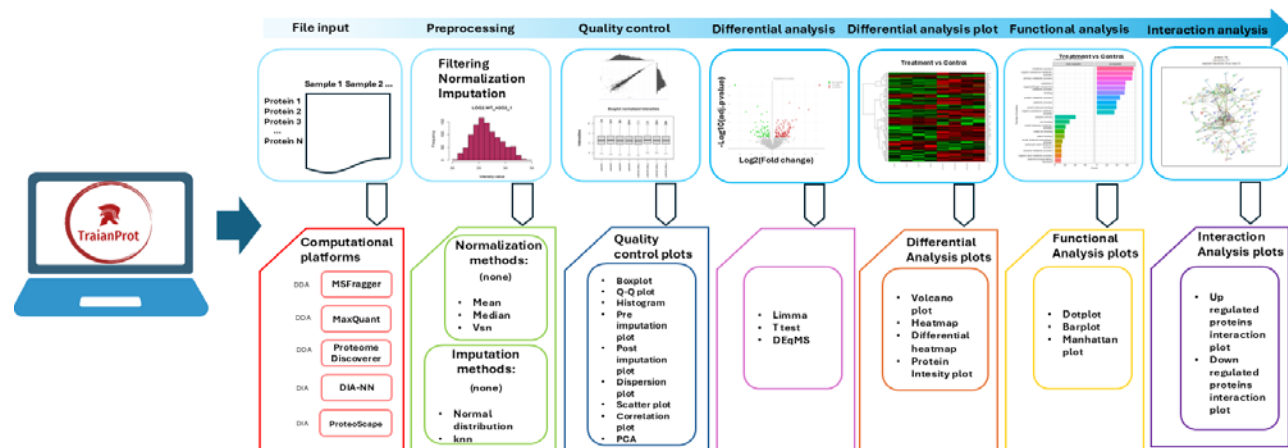 File input
Preprocessing
Quality control
Differential analysis
Differential analysis plot
Functional analysis
Interaction analysis
Sample 1 Sample 2 ...
Protein 1
Protein 2
Protein 3
...
Protein N
Filtering
Normalization
Imputation
-Log10(adj.pvalue)
Log2(Fold change)
Treatment vs Control
Treatment vs Control
TraianProt
Computational
platforms
DDA
MSFragger
DDA
MaxQuant
DDA
Proteome
Discoverer
DIA
DIA-NN
DIA
ProteoScape
Normalization
methods:
(none)
• Mean
• Median
• Vsn
Imputation
methods:
(none)
• Normal
distribution
• knn
Quality
control plots
• Boxplot
• Q-Q plot
• Histogram
• Pre
imputation
plot
• Post
imputation
plot
• Dispersion
plot
• Scatter plot
• Correlation
plot
• PCA
• Limma
• T test
• DEqMS
Differential
Analysis plots
• Volcano
plot
• Heatmap
• Differential
heatmap
• Protein
Intesity plot
Functional
Analysis plots
• Dotplot
• Barplot
• Manhattan
plot
Interaction
Analysis plots
• Up
regulated
proteins
interaction
plot
• Down
regulated
proteins
interaction
plot